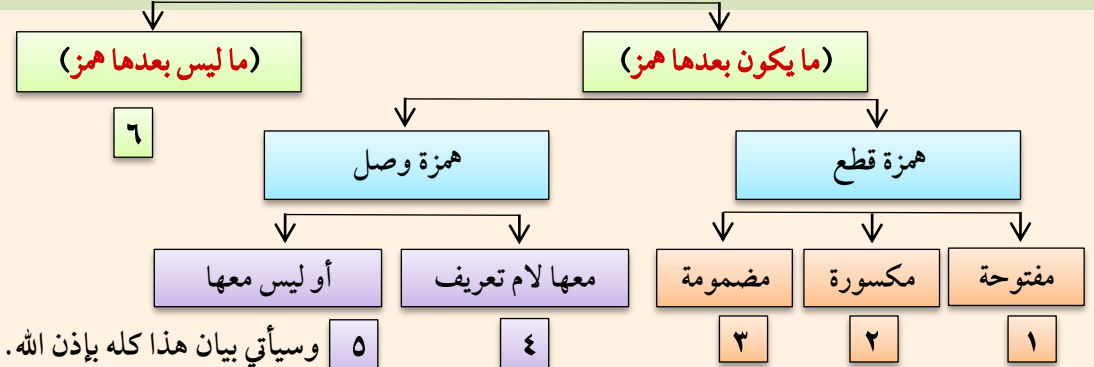 (ما يكون بعدها همز) (ما ليس بعدها همز)
٦
همزة قطع همزة وصل
مفتوحة مكسورة مضمومة معها لام تعريف أو ليس معها
١ ٢ ٣ ٤ ٥ وسيأتي بيان هذا كله بإذن الله.